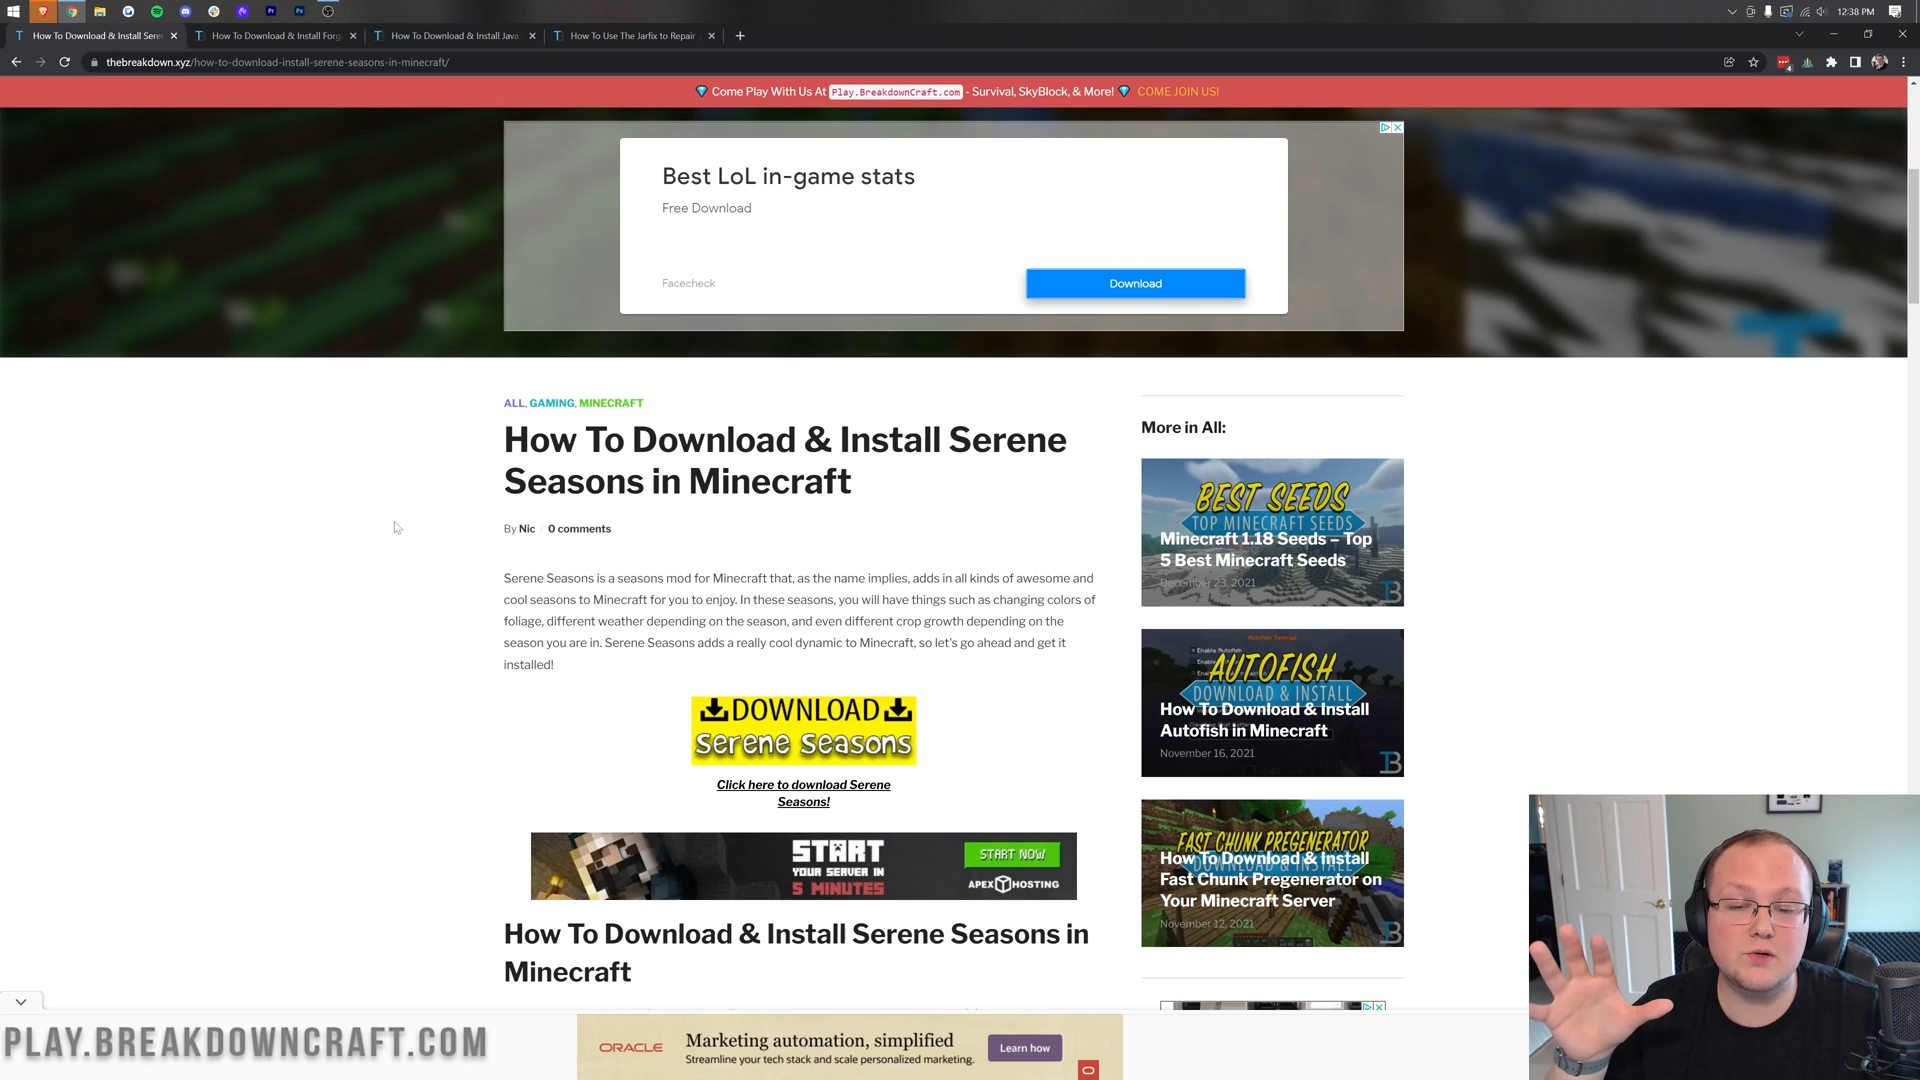 12:38 PM
How To Download & Install Sere
How To Download & Install Forg
How To Download & Install Java
How To Use The Jarfix to Repair
thebreakdown.xyz/how-to-download-install-serene-seasons-in-minecraft/
Come Play With Us At Play.BreakdownCraft.com - Survival, SkyBlock, & More! COME JOIN US!
Best LoL in-game stats
Free Download
Facecheck
Download
ALL, GAMING, MINECRAFT
How To Download & Install Serene
Seasons in Minecraft
By Nic / 0 comments
Serene Seasons is a seasons mod for Minecraft that, as the name implies, adds in all kinds of awesome and
cool seasons to Minecraft for you to enjoy. In these seasons, you will have things such as changing colors of
foliage, different weather depending on the season, and even different crop growth depending on the
season you are in. Serene Seasons adds a really cool dynamic to Minecraft, so let's go ahead and get it
installed!
DOWNLOAD
Serene Seasons
Click here to download Serene
Seasons!
START
YOUR SERVER IN
5 MINUTES
START NOW
APEX HOSTING
How To Download & Install Serene Seasons in
Minecraft
More in All:
BEST SEEDS
TOP MINECRAFT SEEDS
Minecraft 1.18 Seeds – Top
5 Best Minecraft Seeds
December 23, 2021
TB
Autofish Settings
AUTOFISH
DOWNLOAD & INSTALL
How To Download & Install
Autofish in Minecraft
November 16, 2021
TB
FAST CHUNK PREGENERATOR
DOWNLOAD & INSTALL
How To Download & Install
Fast Chunk Pregenerator on
Your Minecraft Server
November 12, 2021
TB
PLAY.BREAKDOWNCRAFT.COM
ORACLE
Marketing automation, simplified
Streamline your tech stack and scale personalized marketing.
Learn how